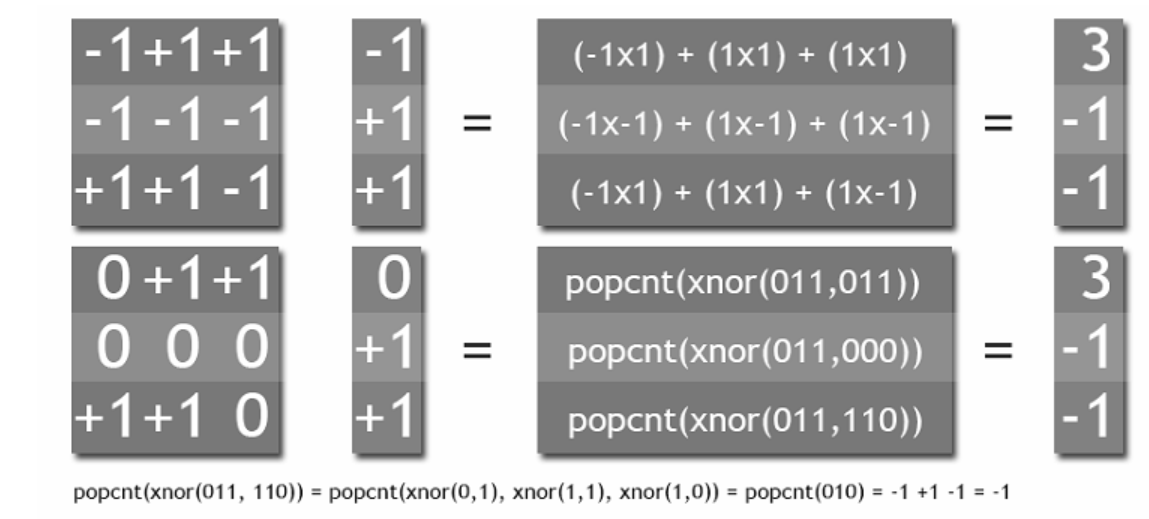 -1+1+1 -1 = (-1x1) + (1x1) + (1x1) = 3
-1 -1 -1 +1 (-1x-1) + (1x-1) + (1x-1) -1
+1+1 -1 +1 (-1x1) + (1x1) + (1x-1) -1
0 +1+1 0 popcnt(xnor(011,011)) 3
0 0 0 +1 = popcnt(xnor(011,000)) = -1
+1+1 0 +1 popcnt(xnor(011,110)) -1
popcnt(xnor(011, 110)) = popcnt(xnor(0,1), xnor(1,1), xnor(1,0)) = popcnt(010) = -1 +1 -1 = -1